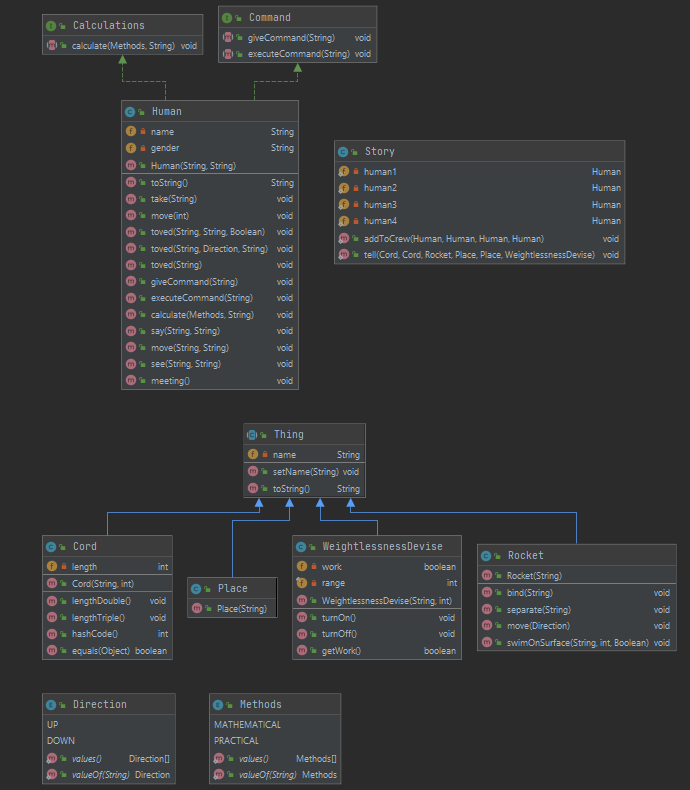 Calculations
calculate(Methods, String) void
Command
giveCommand(String) void
executeCommand(String) void
Human
name String
gender String
Human(String, String)
toString() String
take(String) void
move(int) void
toved(String, String, Boolean) void
toved(String, Direction, String) void
toved(String) void
giveCommand(String) void
executeCommand(String) void
calculate(Methods, String) void
say(String, String) void
move(String, String) void
see(String, String) void
meeting() void
Story
human1 Human
human2 Human
human3 Human
human4 Human
addToCrew(Human, Human, Human, Human) void
tell(Cord, Cord, Rocket, Place, Place, WeightlessnessDevise) void
Thing
name String
setName(String) void
toString() String
Cord
length int
Cord(String, int)
lengthDouble() void
lengthTriple() void
hashCode() int
equals(Object) boolean
Place
Place(String)
WeightlessnessDevise
work boolean
range int
WeightlessnessDevise(String, int)
turnOn() void
turnOff() void
getWork() boolean
Rocket
Rocket(String)
bind(String) void
separate(String) void
move(Direction) void
swimOnSurface(String, int, Boolean) void
Direction
UP
DOWN
values() Direction[]
valueOf(String) Direction
Methods
MATHEMATICAL
PRACTICAL
values() Methods[]
valueOf(String) Methods